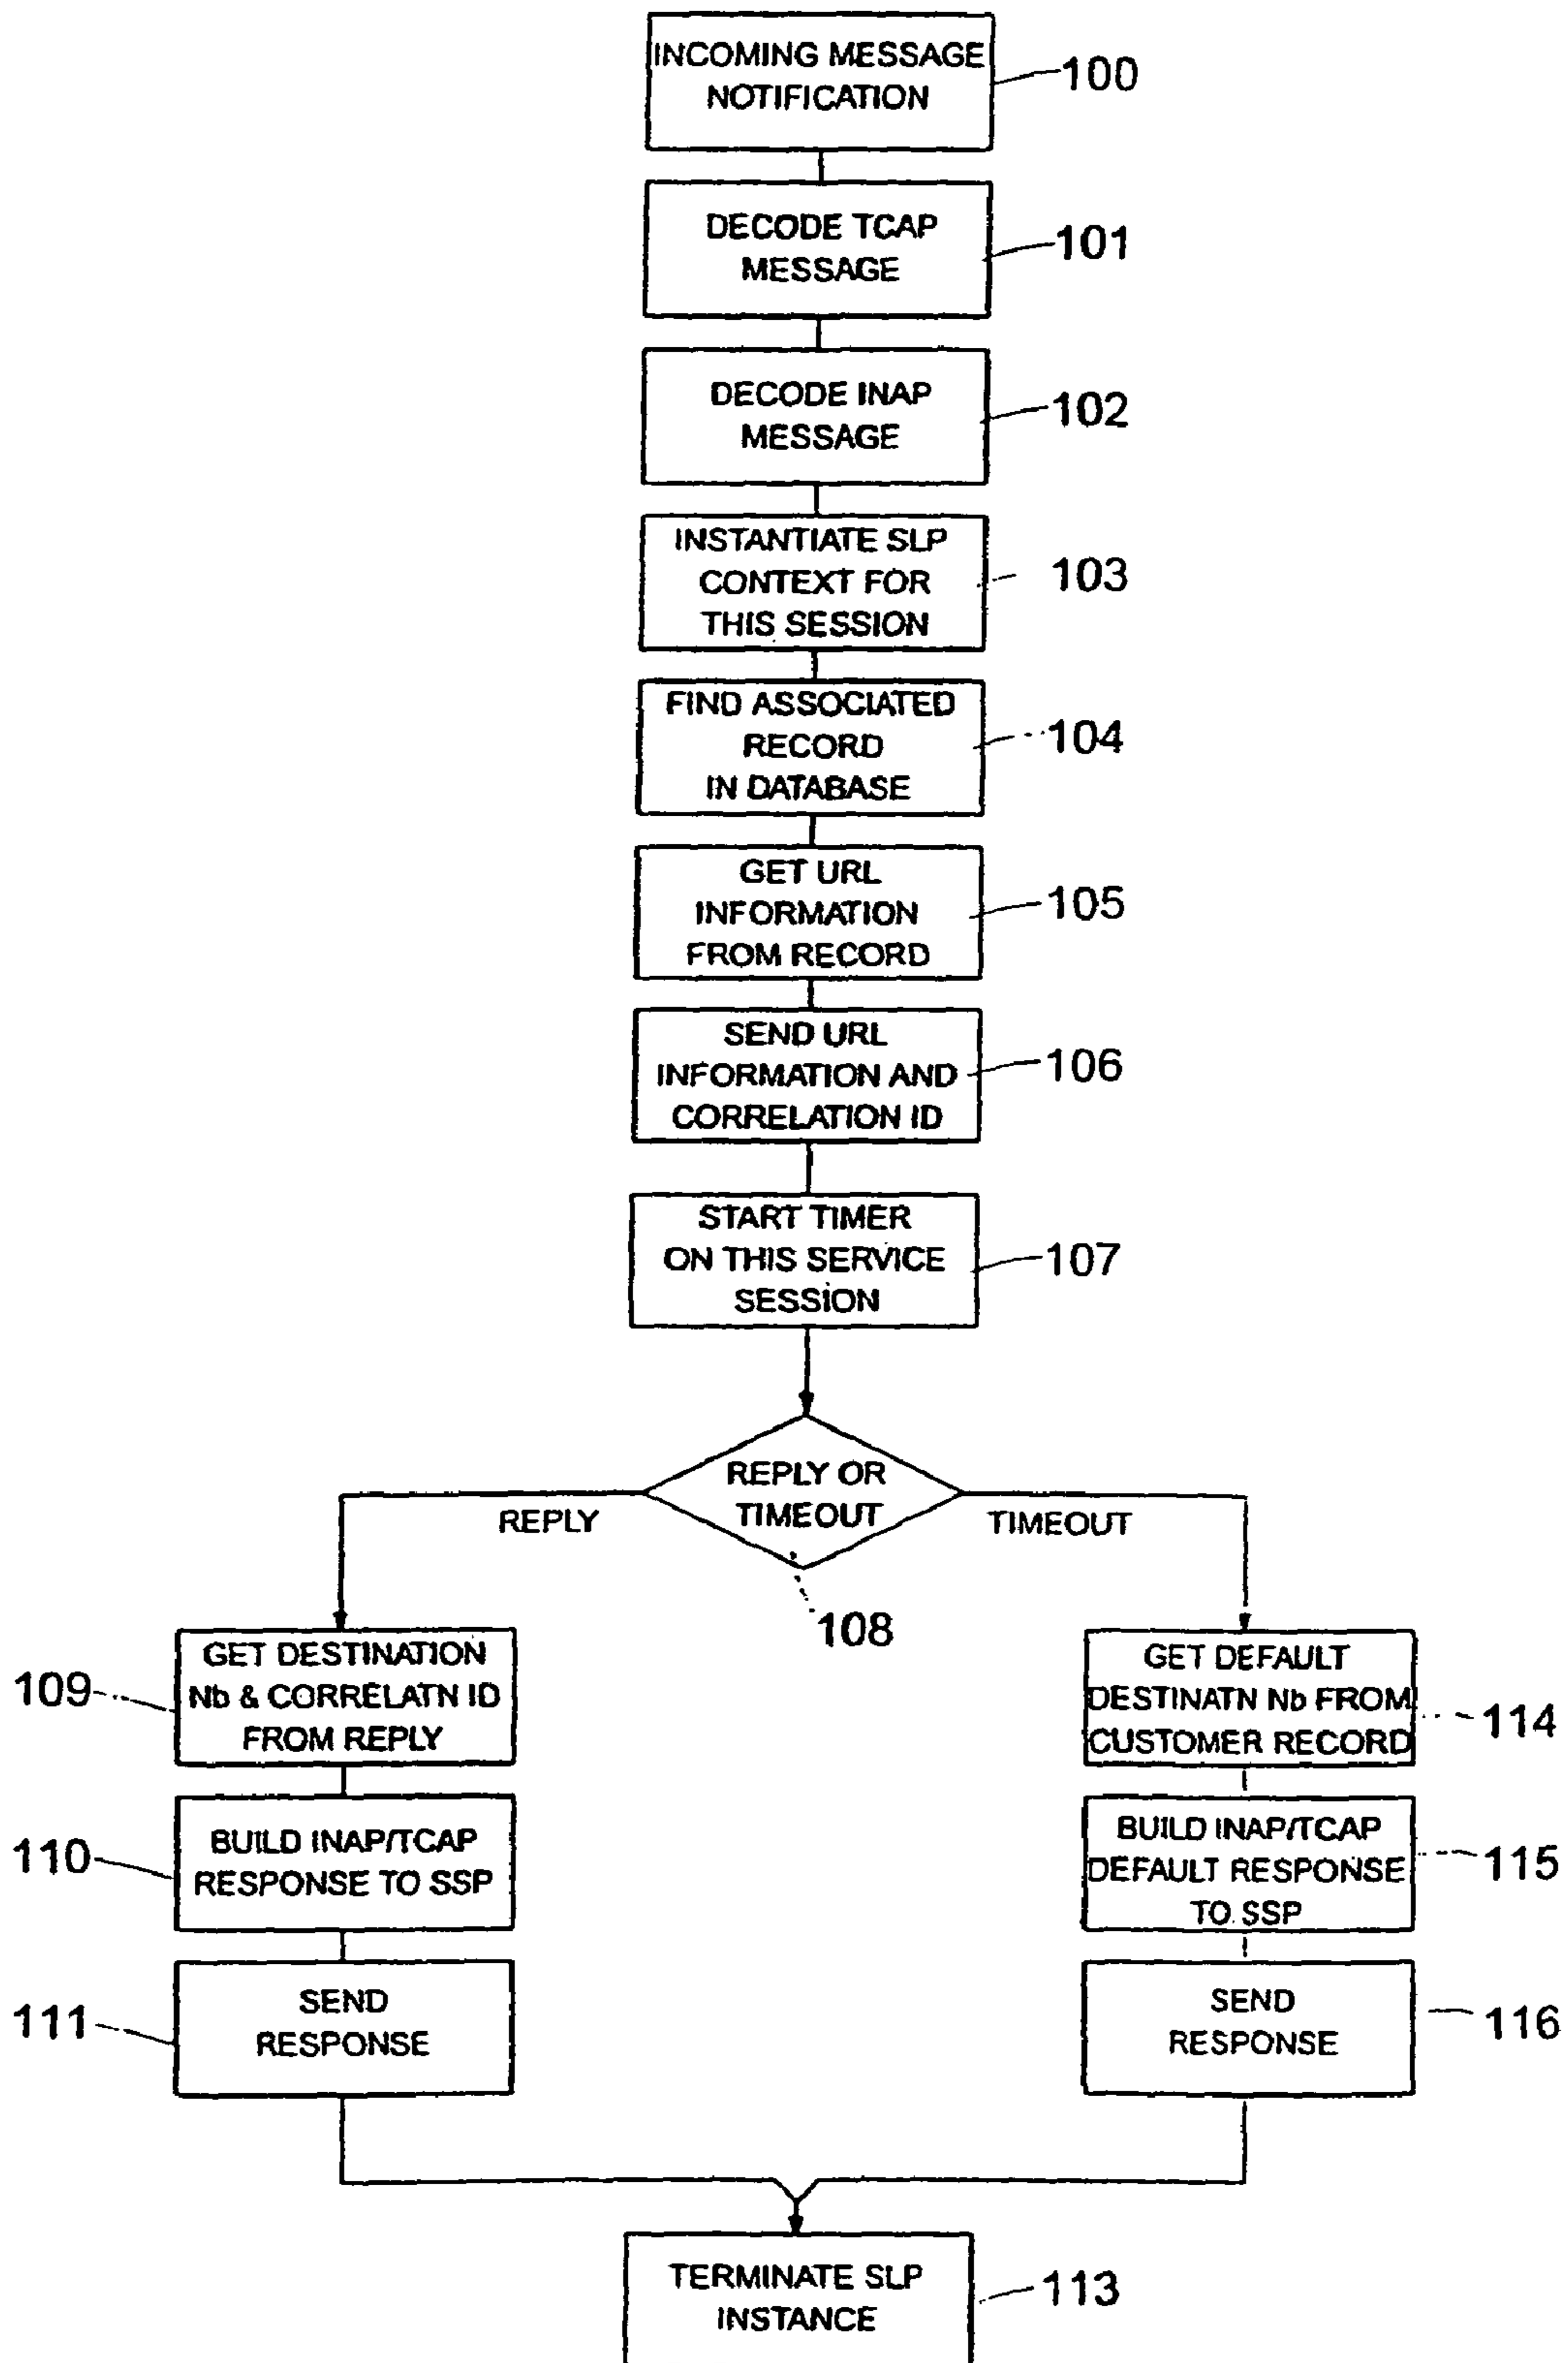 INCOMING MESSAGE
NOTIFICATION
100
DECODE TCAP
MESSAGE
101
DECODE INAP
MESSAGE
102
INSTANTIATE SLP
CONTEXT FOR
THIS SESSION
103
FIND ASSOCIATED
RECORD
IN DATABASE
104
GET URL
INFORMATION
FROM RECORD
105
SEND URL
INFORMATION AND
CORRELATION ID
106
START TIMER
ON THIS SERVICE
SESSION
107
REPLY OR
TIMEOUT
REPLY
TIMEOUT
108
GET DESTINATION
Nb & CORRELATN ID
FROM REPLY
109
GET DEFAULT
DESTINATN Nb FROM
CUSTOMER RECORD
114
BUILD INAP/TCAP
RESPONSE TO SSP
110
BUILD INAP/TCAP
DEFAULT RESPONSE
TO SSP
115
SEND
RESPONSE
111
SEND
RESPONSE
116
TERMINATE SLP
INSTANCE
113